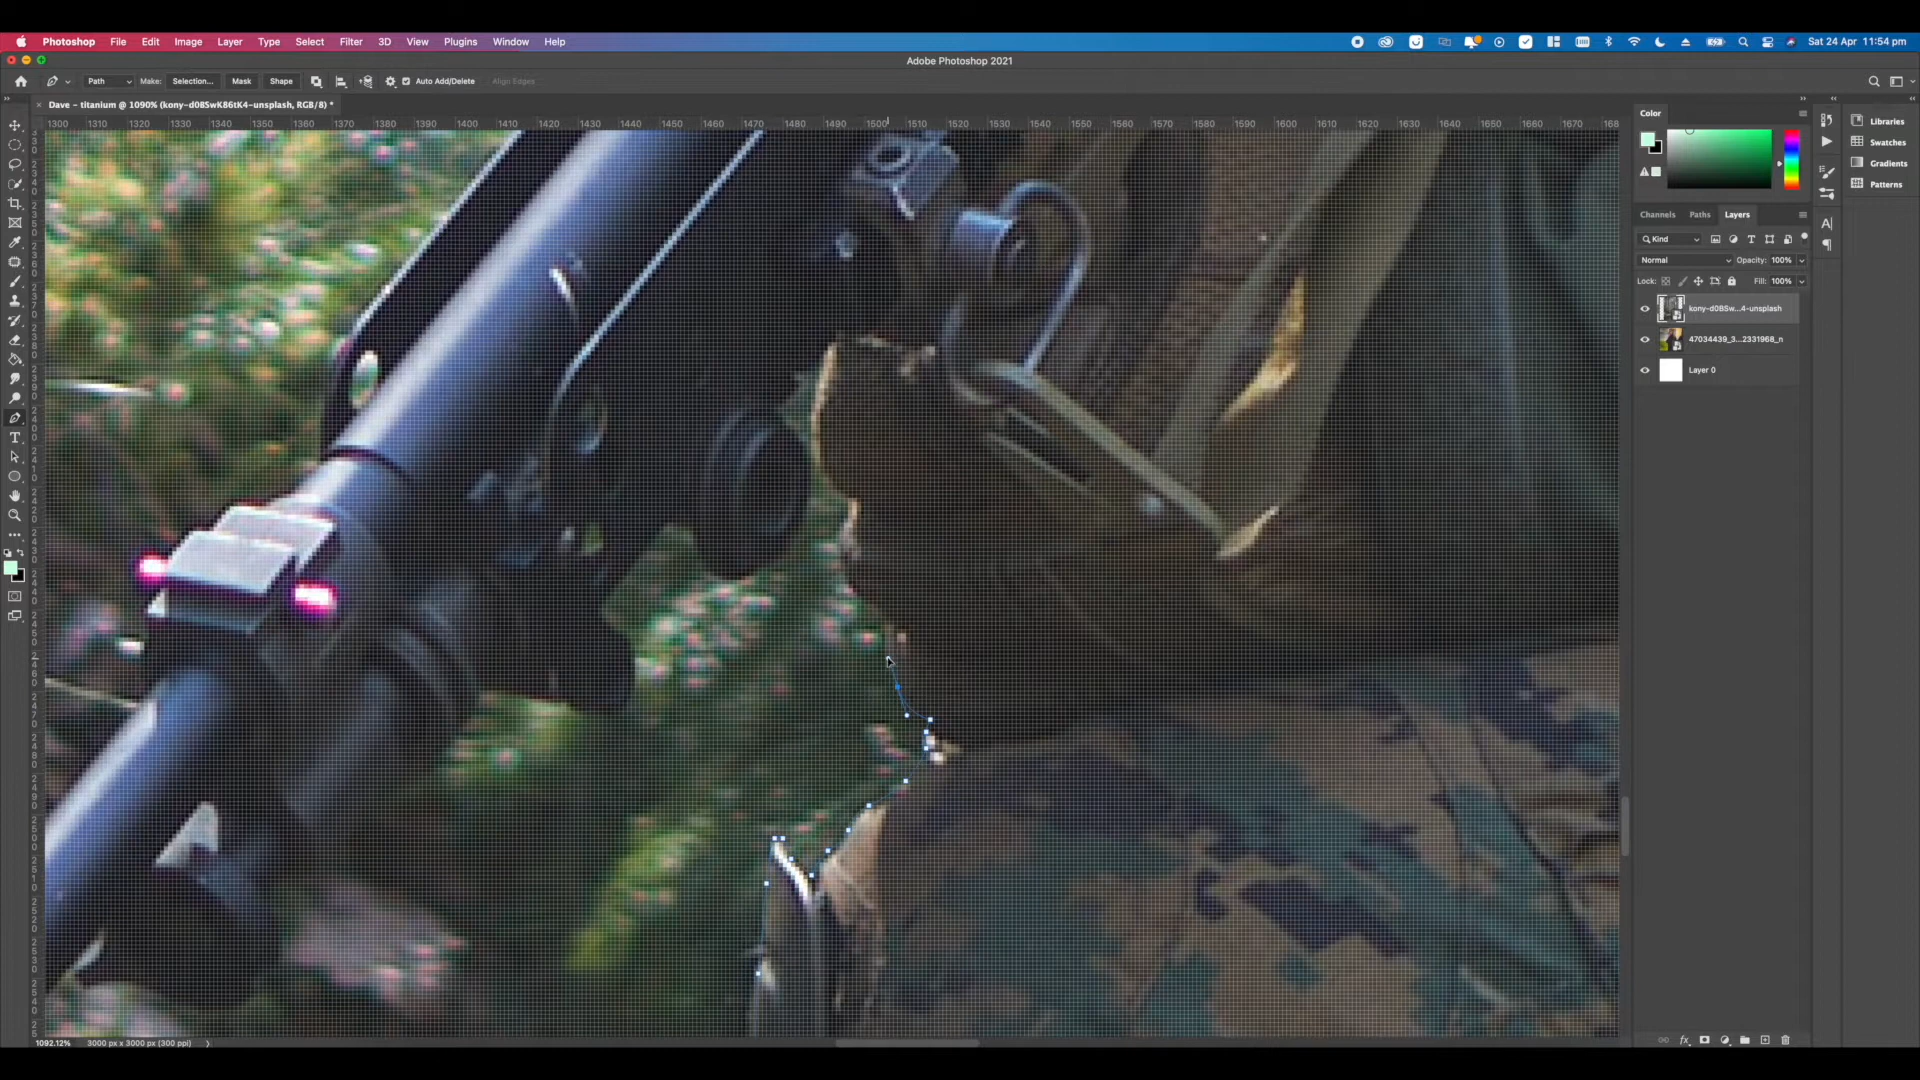 Photoshop File Edit Image Layer Type Select Filter 3D View Plugins Window Help
Sat 24 Apr 11:54 pm
Adobe Photoshop 2021
Path Make: Selection... Mask Shape Auto Add/Delete Align Edges
Dave – titanium @ 1090% (kony-d0BSwK86tK4-unsplash, RGB/8) *
1300 1310 1320 1330 1340 1350 1360 1370 1380 1390 1400 1410 1420 1430 1440 1450 1460 1470 1480 1490 1500 1510 1520 1530 1540 1550 1560 1570 1580 1590 1600 1610 1620 1630 1640 1650 1660 1670 168
Color
Libraries
Swatches
Gradients
Patterns
Channels Paths Layers
Kind
Normal Opacity: 100%
Lock: Fill: 100%
kony-d0BSw...4-unsplash
47034439_3...2331968_n
Layer 0
1092.12% 3000 px x 3000 px (300 ppi)